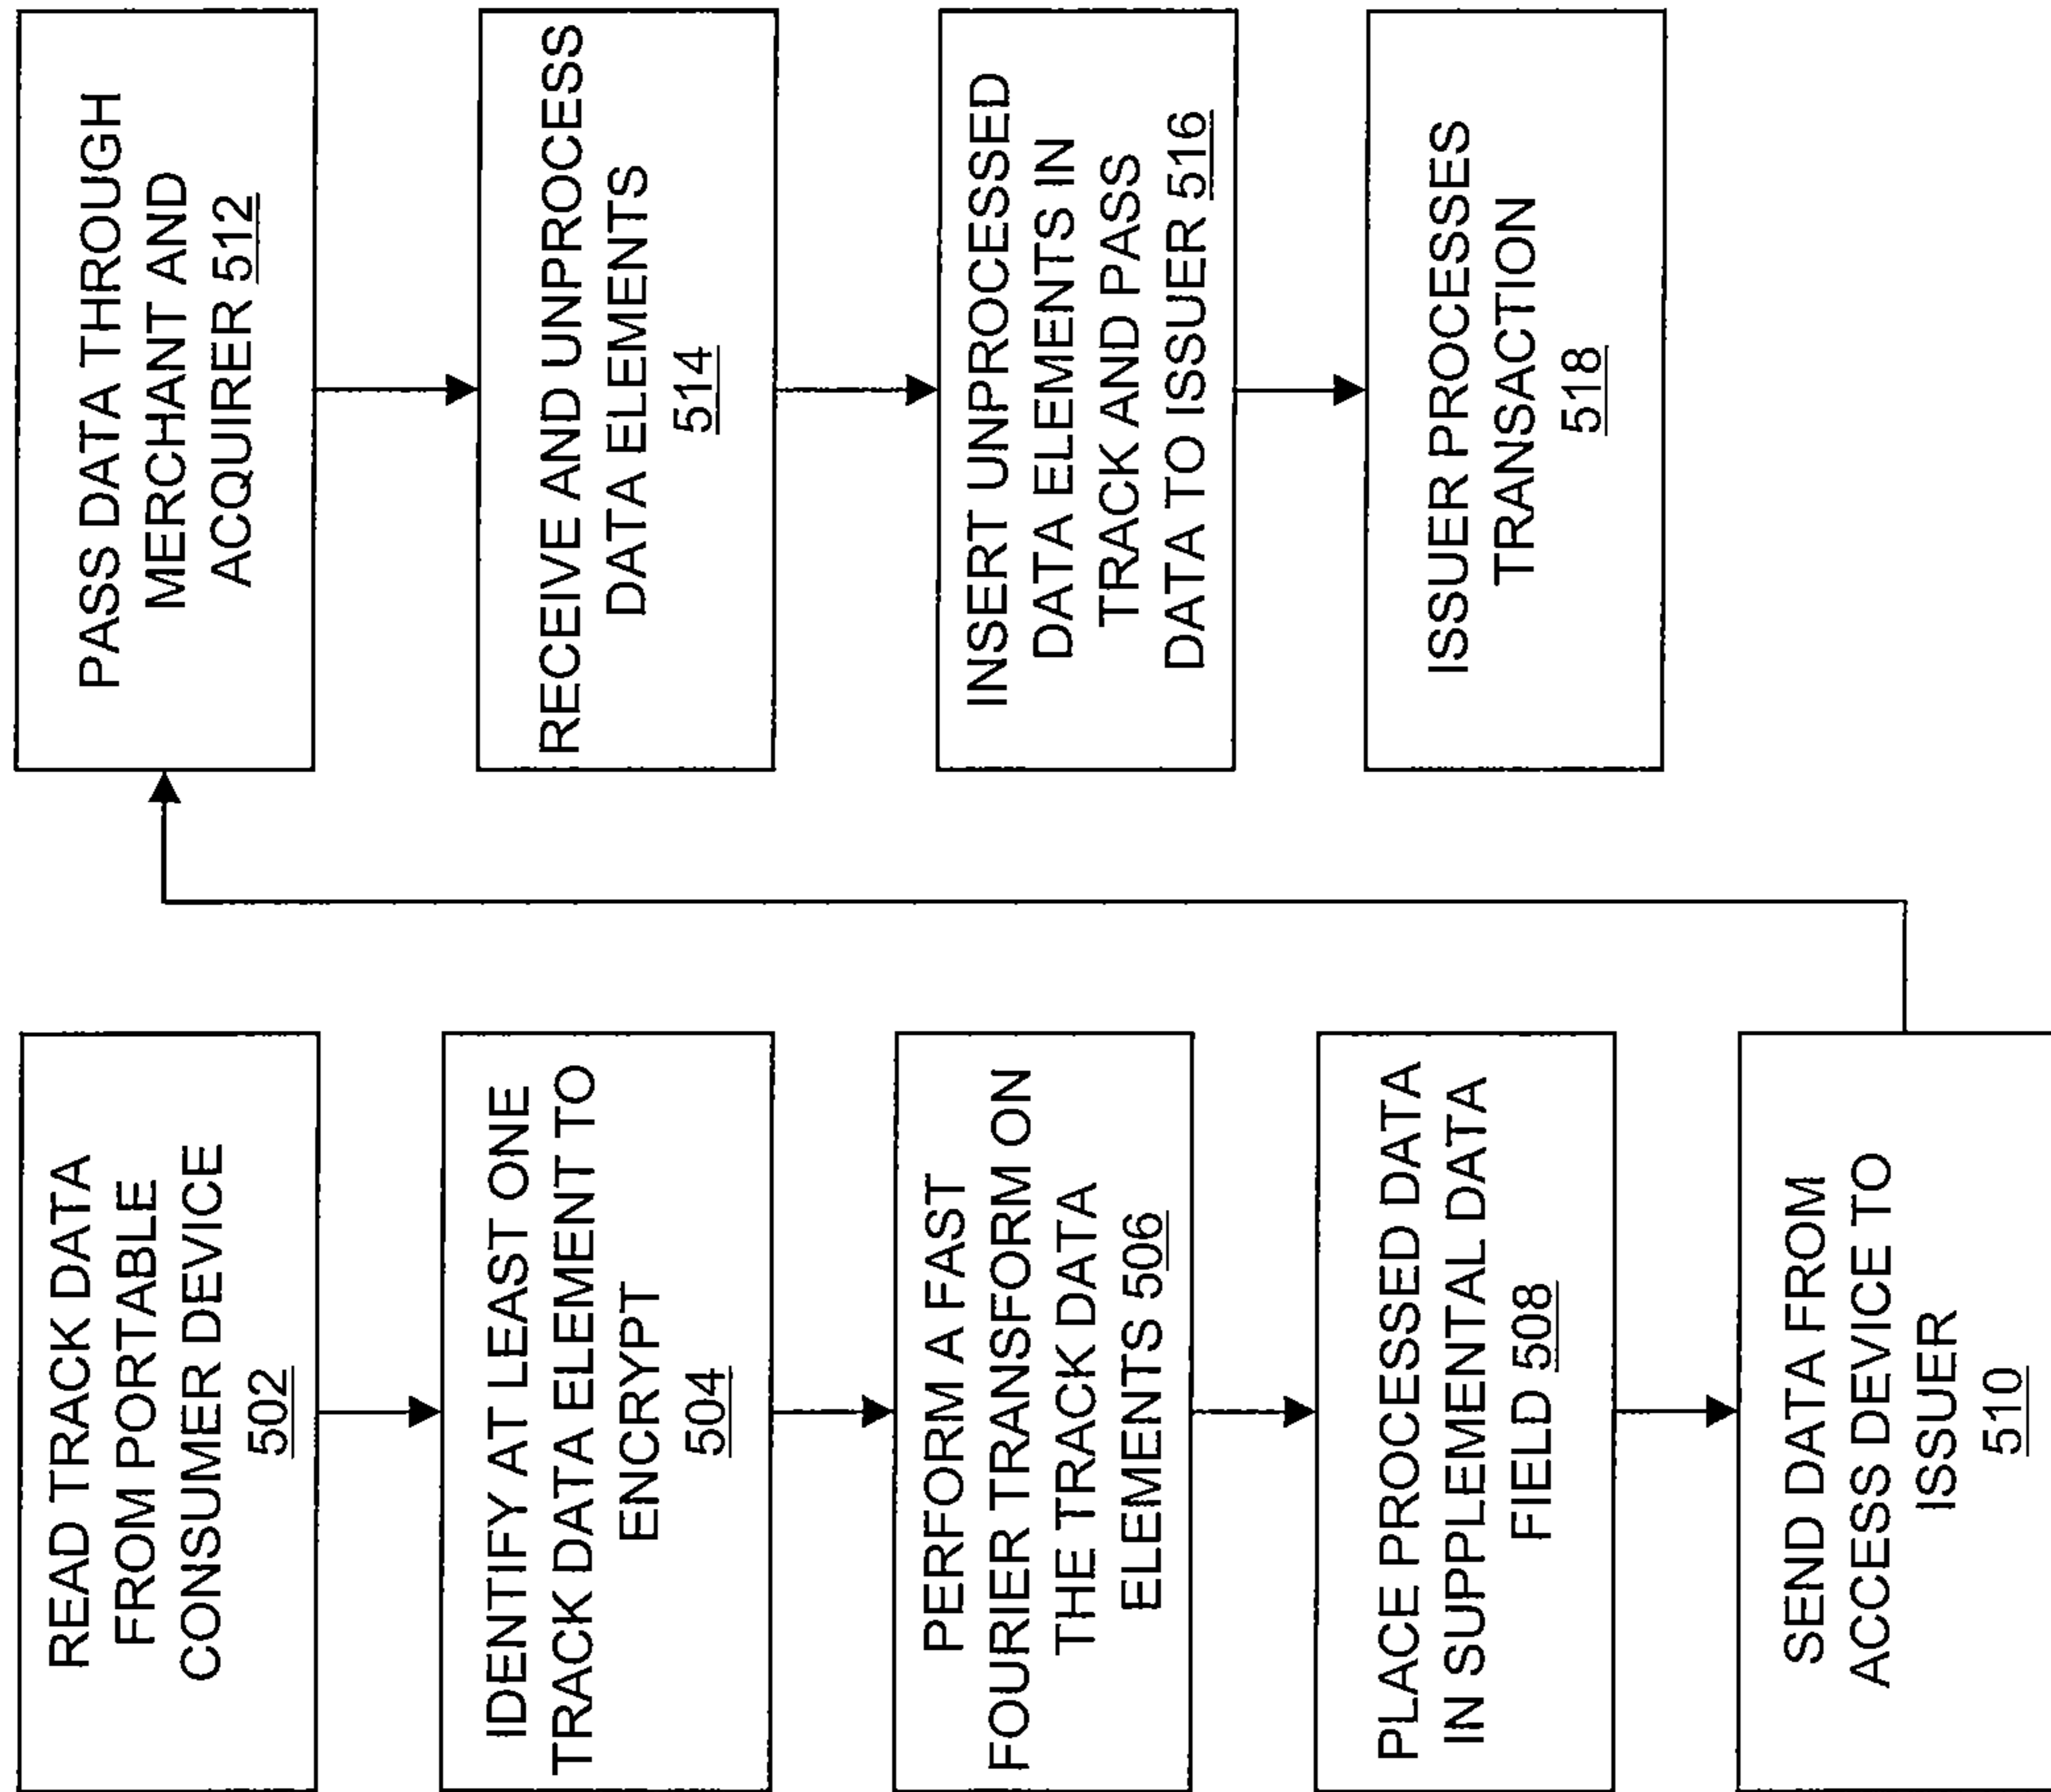 READ TRACK DATA
FROM PORTABLE
CONSUMER DEVICE
502
IDENTIFY AT LEAST ONE
TRACK DATA ELEMENT TO
ENCRYPT
504
PERFORM A FAST
FOURIER TRANSFORM ON
THE TRACK DATA
ELEMENTS 506
PLACE PROCESSED DATA
IN SUPPLEMENTAL DATA
FIELD 508
SEND DATA FROM
ACCESS DEVICE TO
ISSUER
510
PASS DATA THROUGH
MERCHANT AND
ACQUIRER 512
RECEIVE AND UNPROCESS
DATA ELEMENTS
514
INSERT UNPROCESSED
DATA ELEMENTS IN
TRACK AND PASS
DATA TO ISSUER 516
ISSUER PROCESSES
TRANSACTION
518